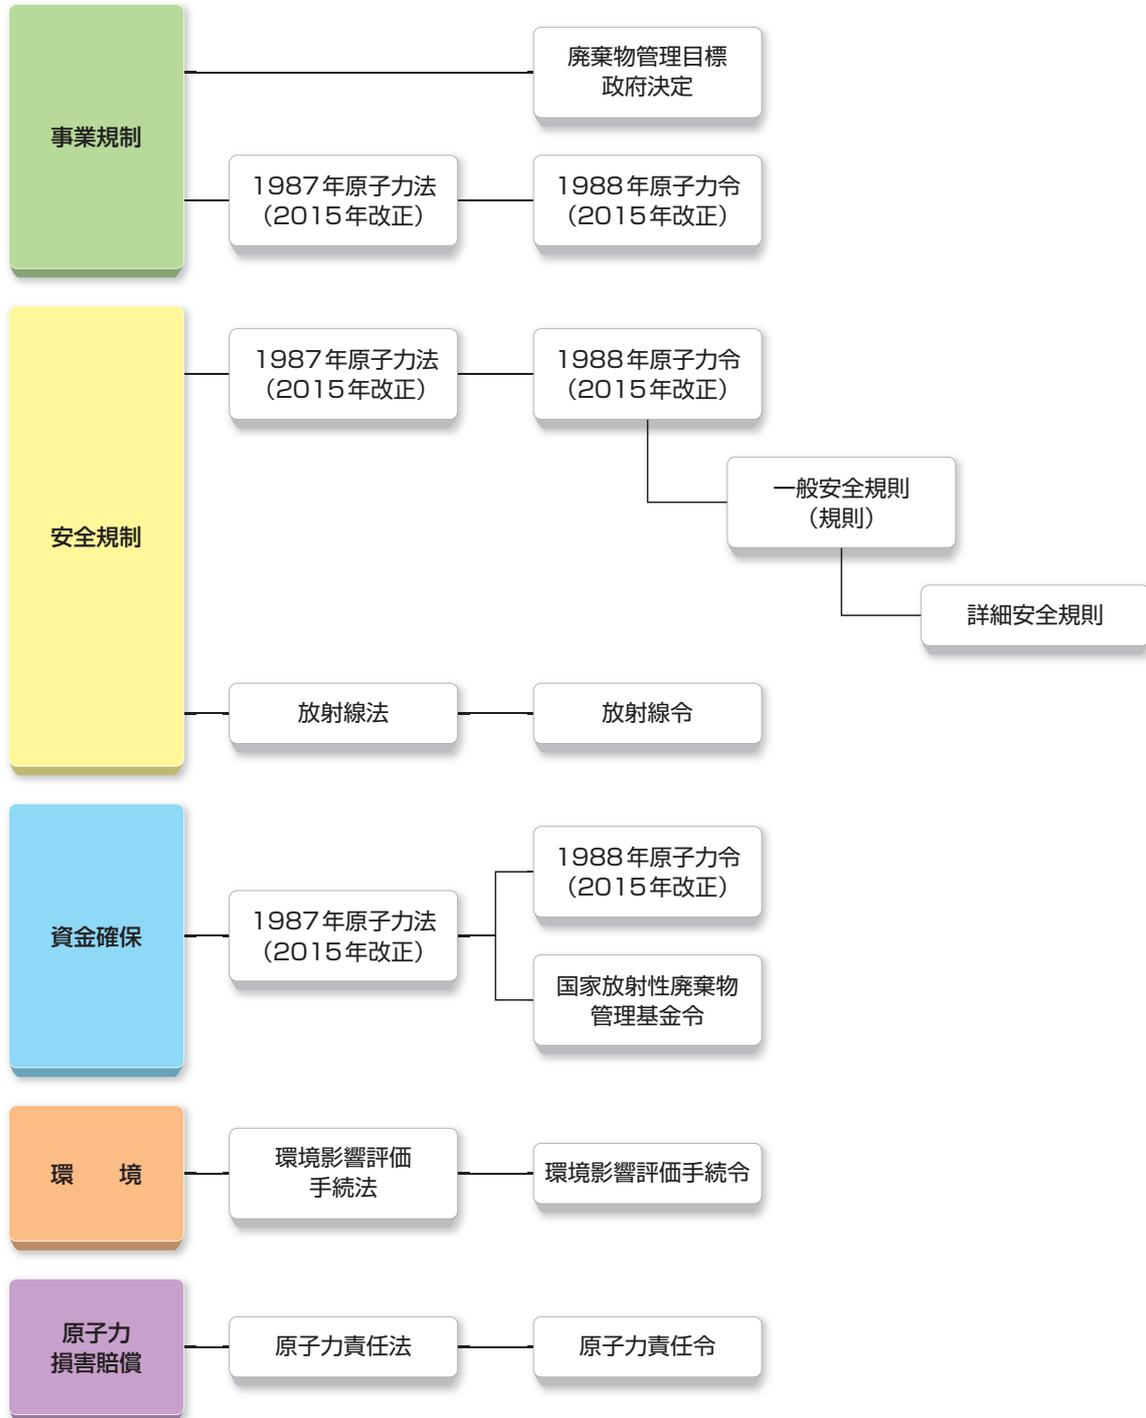 事業規制
廃棄物管理目標
政府決定
1987年原子力法
（2015年改正）
1988年原子力令
（2015年改正）
安全規制
1987年原子力法
（2015年改正）
1988年原子力令
（2015年改正）
一般安全規則
（規則）
詳細安全規則
放射線法
放射線令
資金確保
1987年原子力法
（2015年改正）
1988年原子力令
（2015年改正）
国家放射性廃棄物
管理基金令
環　　境
環境影響評価
手続法
環境影響評価手続令
原子力
損害賠償
原子力責任法
原子力責任令